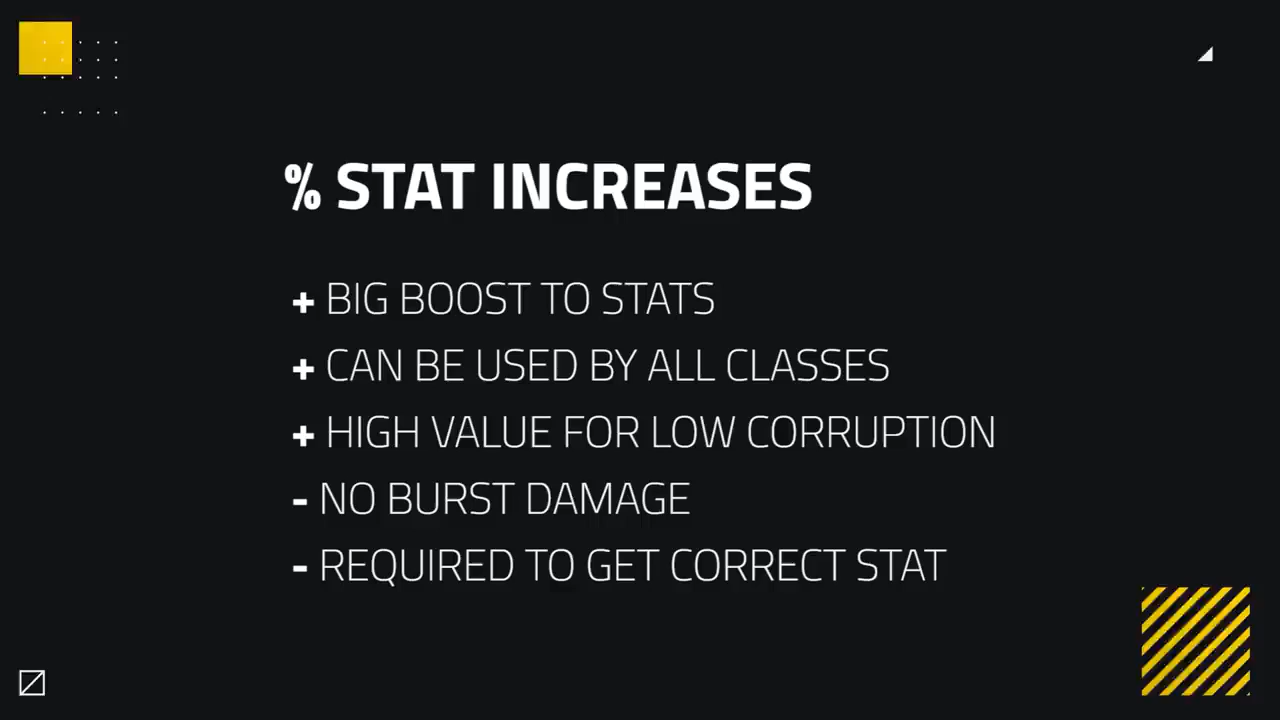 % STAT INCREASES
+ BIG BOOST TO STATS
+ CAN BE USED BY ALL CLASSES
+ HIGH VALUE FOR LOW CORRUPTION
- NO BURST DAMAGE
- REQUIRED TO GET CORRECT STAT